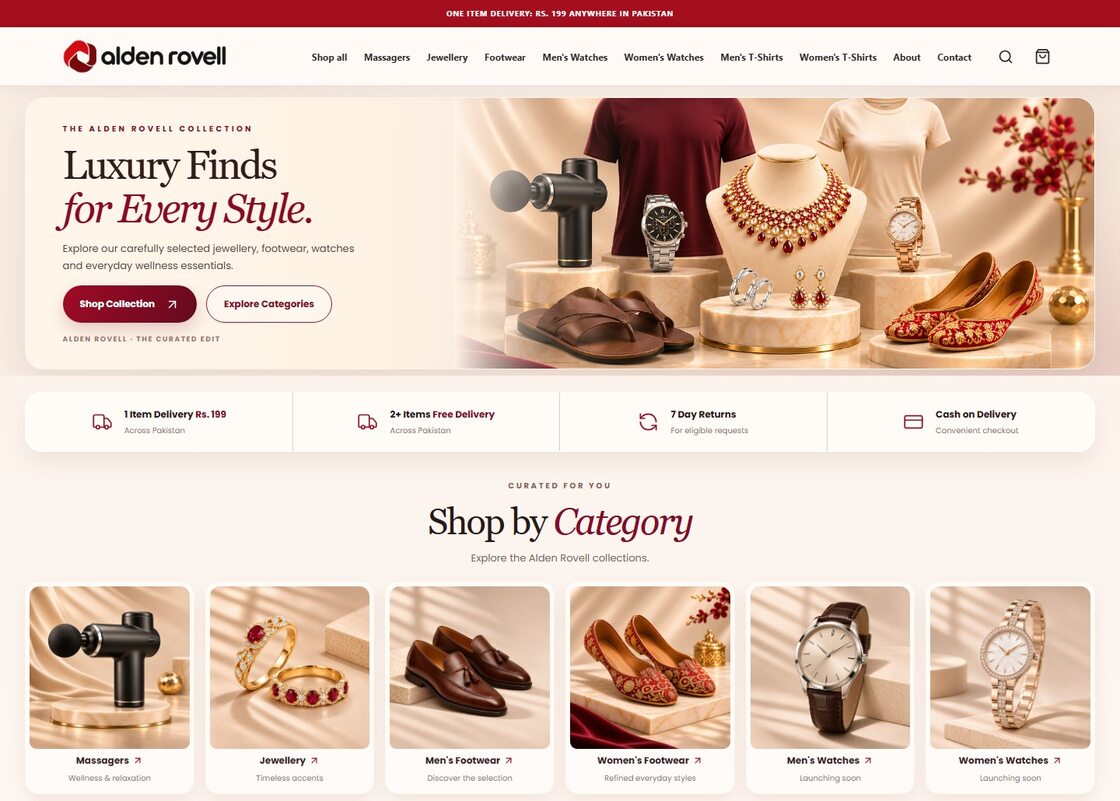 ONE ITEM DELIVERY: RS. 199 ANYWHERE IN PAKISTAN
alden rovell
Shop all Massagers Jewellery Footwear Men's Watches Women's Watches Men's T-Shirts Women's T-Shirts About Contact
THE ALDEN ROVELL COLLECTION
Luxury Finds
for Every Style.
Explore our carefully selected jewellery, footwear, watches
and everyday wellness essentials.
Shop Collection Explore Categories
ALDEN ROVELL · THE CURATED EDIT
1 Item Delivery Rs. 199
Across Pakistan
2+ Items Free Delivery
Across Pakistan
7 Day Returns
For eligible requests
Cash on Delivery
Convenient checkout
CURATED FOR YOU
Shop by Category
Explore the Alden Rovell collections.
Massagers
Wellness & relaxation
Jewellery
Timeless accents
Men's Footwear
Discover the selection
Women's Footwear
Refined everyday styles
Men's Watches
Launching soon
Women's Watches
Launching soon